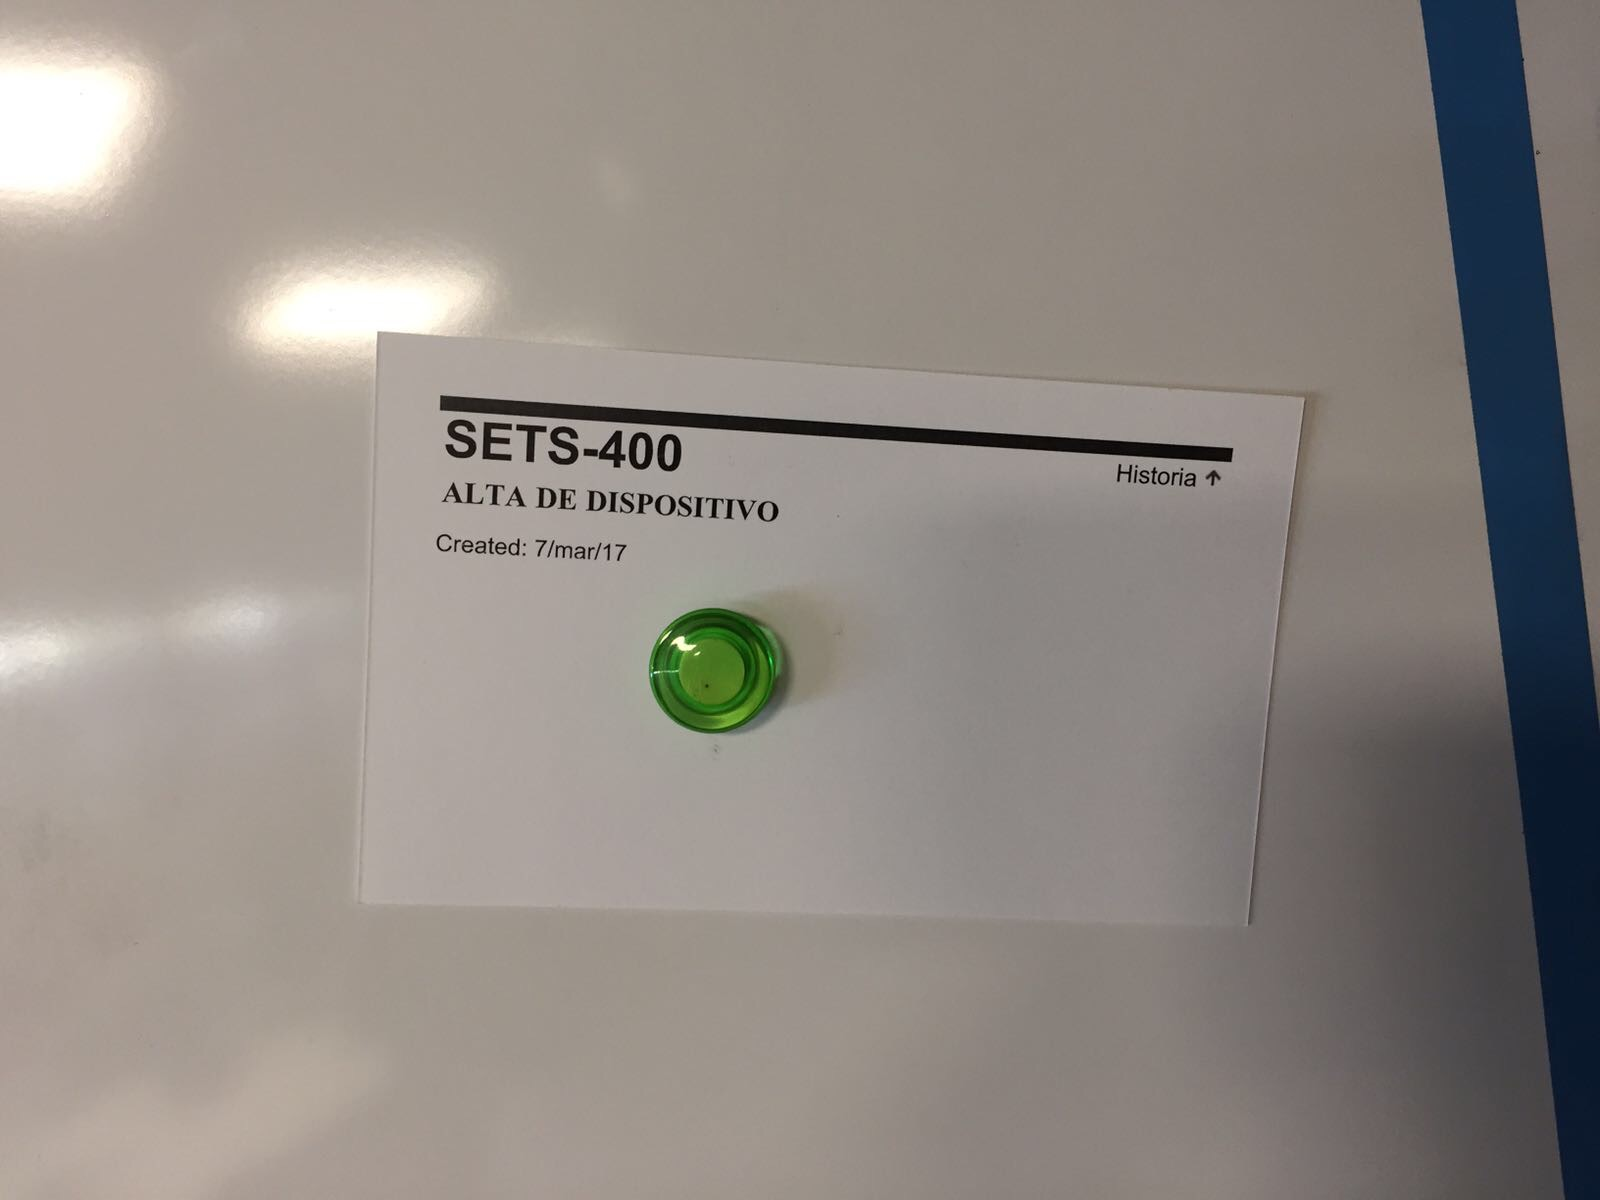 SETS-400
Historia ↑
ALTA DE DISPOSITIVO
Created: 7/mar/17